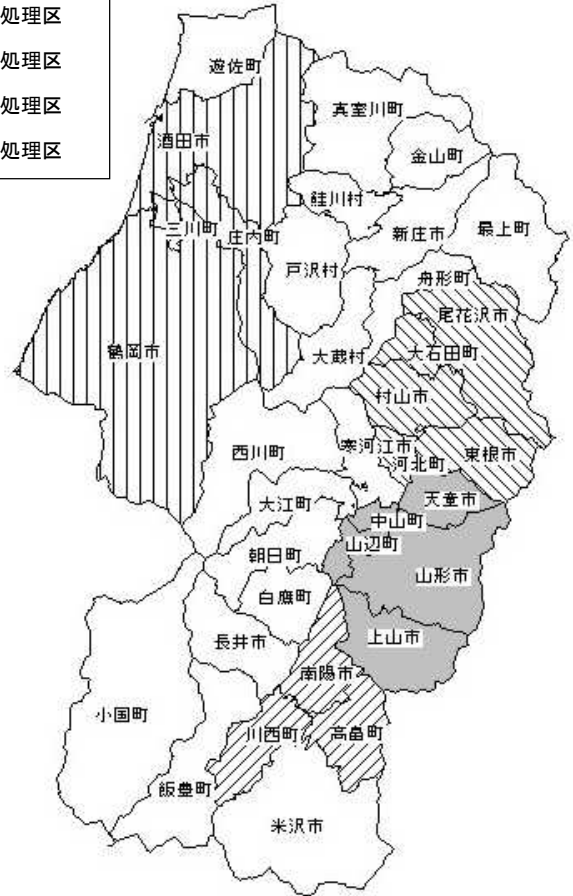 処理区
処理区
処理区
処理区
遊佐町
真室川町
酒田市
金山町
鮭川村
三川町
庄内町
新庄市
最上町
戸沢村
舟形町
尾花沢市
鶴岡市
大蔵村
大石田町
村山市
西川町
寒河江市
河北町
東根市
大江町
天童市
中山町
朝日町
山辺町
山形市
白鷹町
長井市
上山市
南陽市
小国町
川西町
高畠町
飯豊町
米沢市